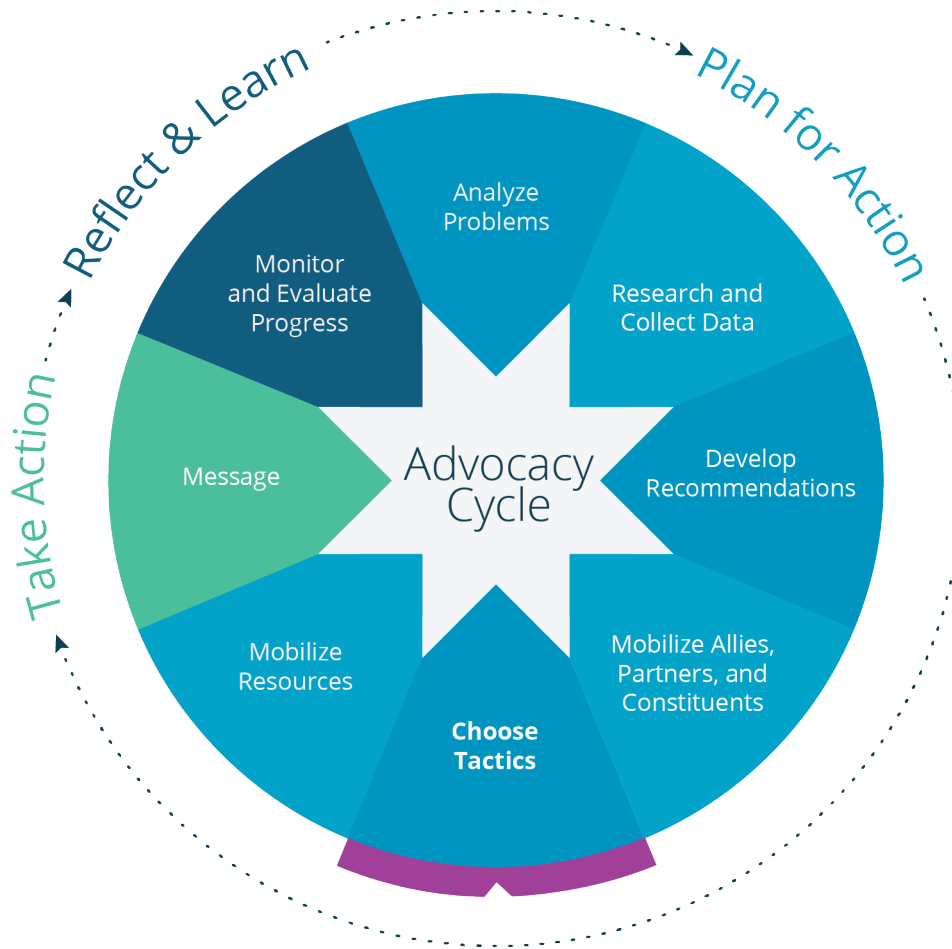 Reflect & Learn
Plan for Action
Take Action
Analyze
Problems
Research and
Collect Data
Develop
Recommendations
Mobilize Allies,
Partners, and
Constituents
Choose
Tactics
Mobilize
Resources
Message
Monitor
and Evaluate
Progress
Advocacy
Cycle